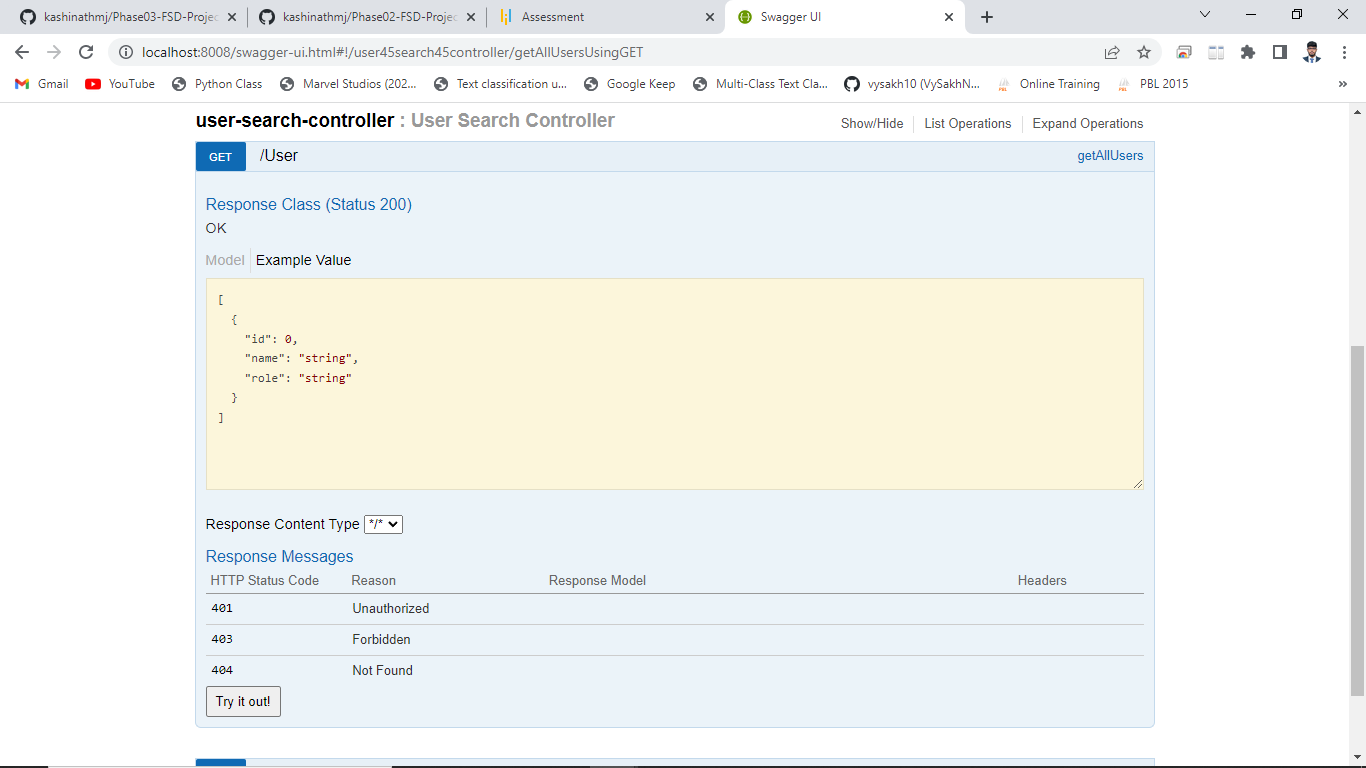 kashinathmj/Phase03-FSD-Projec
kashinathmj/Phase02-FSD-Projec
Assessment
Swagger UI
localhost:8008/swagger-ui.html#!/user45search45controller/getAllUsersUsingGET
Gmail
YouTube
Python Class
Marvel Studios (202...
Text classification u...
Google Keep
Multi-Class Text Cla...
vysakh10 (VySakhN...
PBL
Online Training
PBL
PBL 2015
»
user-search-controller : User Search Controller
Show/Hide
List Operations
Expand Operations
GET
/User
getAllUsers
Response Class (Status 200)
OK
Model
Example Value
[
{
"id": 0,
"name": "string",
"role": "string"
}
]
Response Content Type */*
Response Messages
HTTP Status Code Reason Response Model Headers
401 Unauthorized
403 Forbidden
404 Not Found
Try it out!